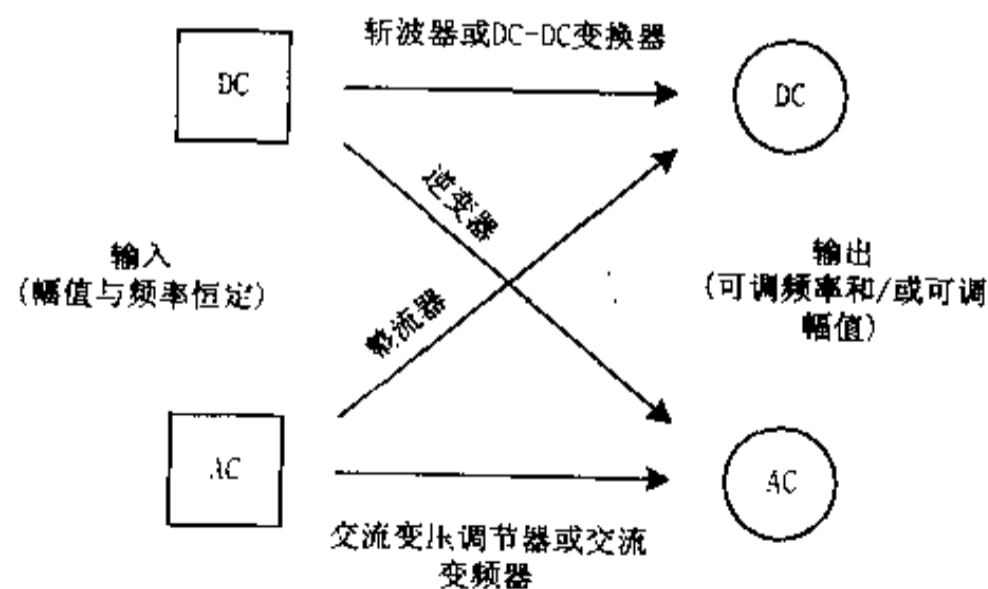 斩波器或DC-DC变换器
DC
DC
逆变器
输入
(幅值与频率恒定)
输出
(可调频率和/或可调
幅值)
整流器
AC
AC
交流变压调节器或交流
变频器